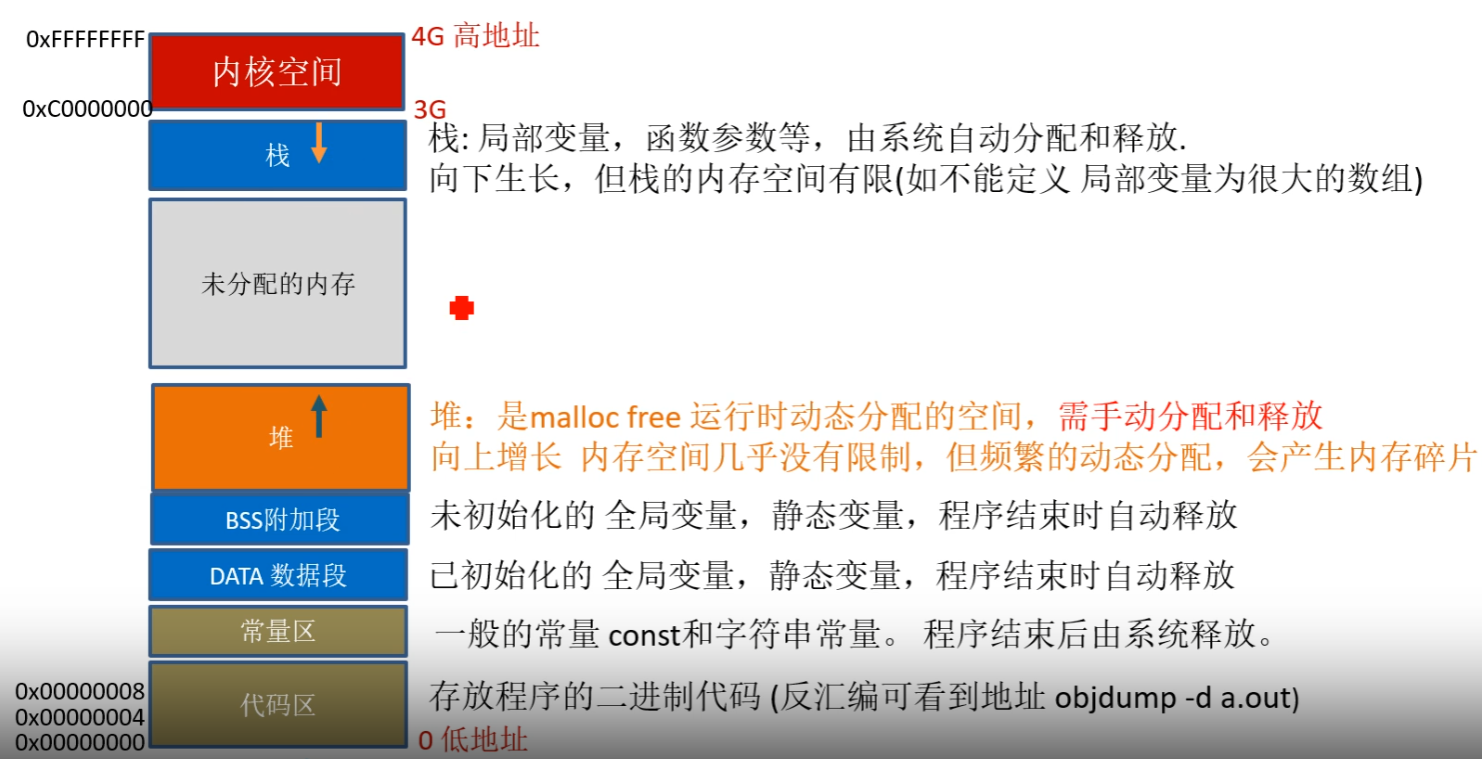 0xFFFFFFFF
4G 高地址
内核空间
0xC0000000
3G
栈
栈: 局部变量，函数参数等，由系统自动分配和释放.
向下生长，但栈的内存空间有限(如不能定义 局部变量为很大的数组)
未分配的内存
堆
堆：是malloc free 运行时动态分配的空间，需手动分配和释放
向上增长 内存空间几乎没有限制，但频繁的动态分配，会产生内存碎片
BSS附加段
未初始化的 全局变量，静态变量，程序结束时自动释放
DATA 数据段
已初始化的 全局变量，静态变量，程序结束时自动释放
常量区
一般的常量 const和字符串常量。 程序结束后由系统释放。
0x00000008
0x00000004
0x00000000
代码区
存放程序的二进制代码 (反汇编可看到地址 objdump -d a.out)
0 低地址